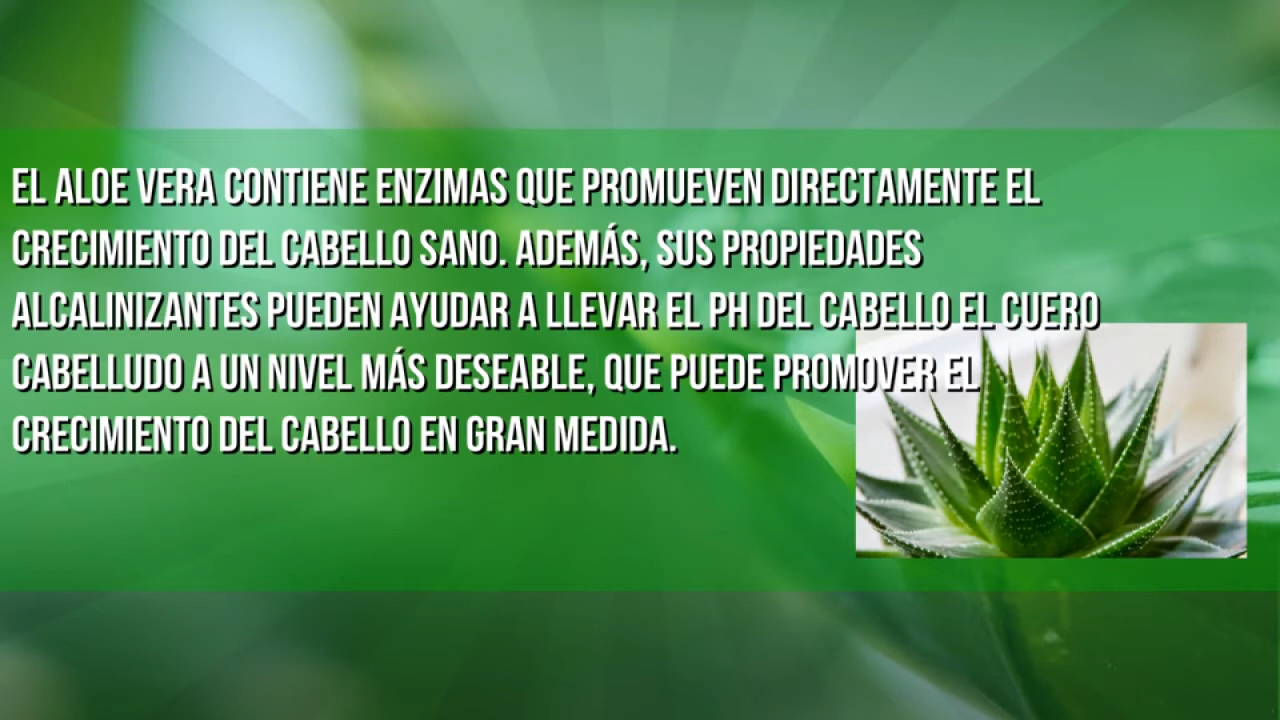 EL ALOE VERA CONTIENE ENZIMAS QUE PROMUEVEN DIRECTAMENTE EL
CRECIMIENTO DEL CABELLO SANO. ADEMÁS, SUS PROPIEDADES
ALCALINIZANTES PUEDEN AYUDAR A LLEVAR EL PH DEL CABELLO EL CUERO
CABELLUDO A UN NIVEL MÁS DESEABLE, QUE PUEDE PROMOVER EL
CRECIMIENTO DEL CABELLO EN GRAN MEDIDA.